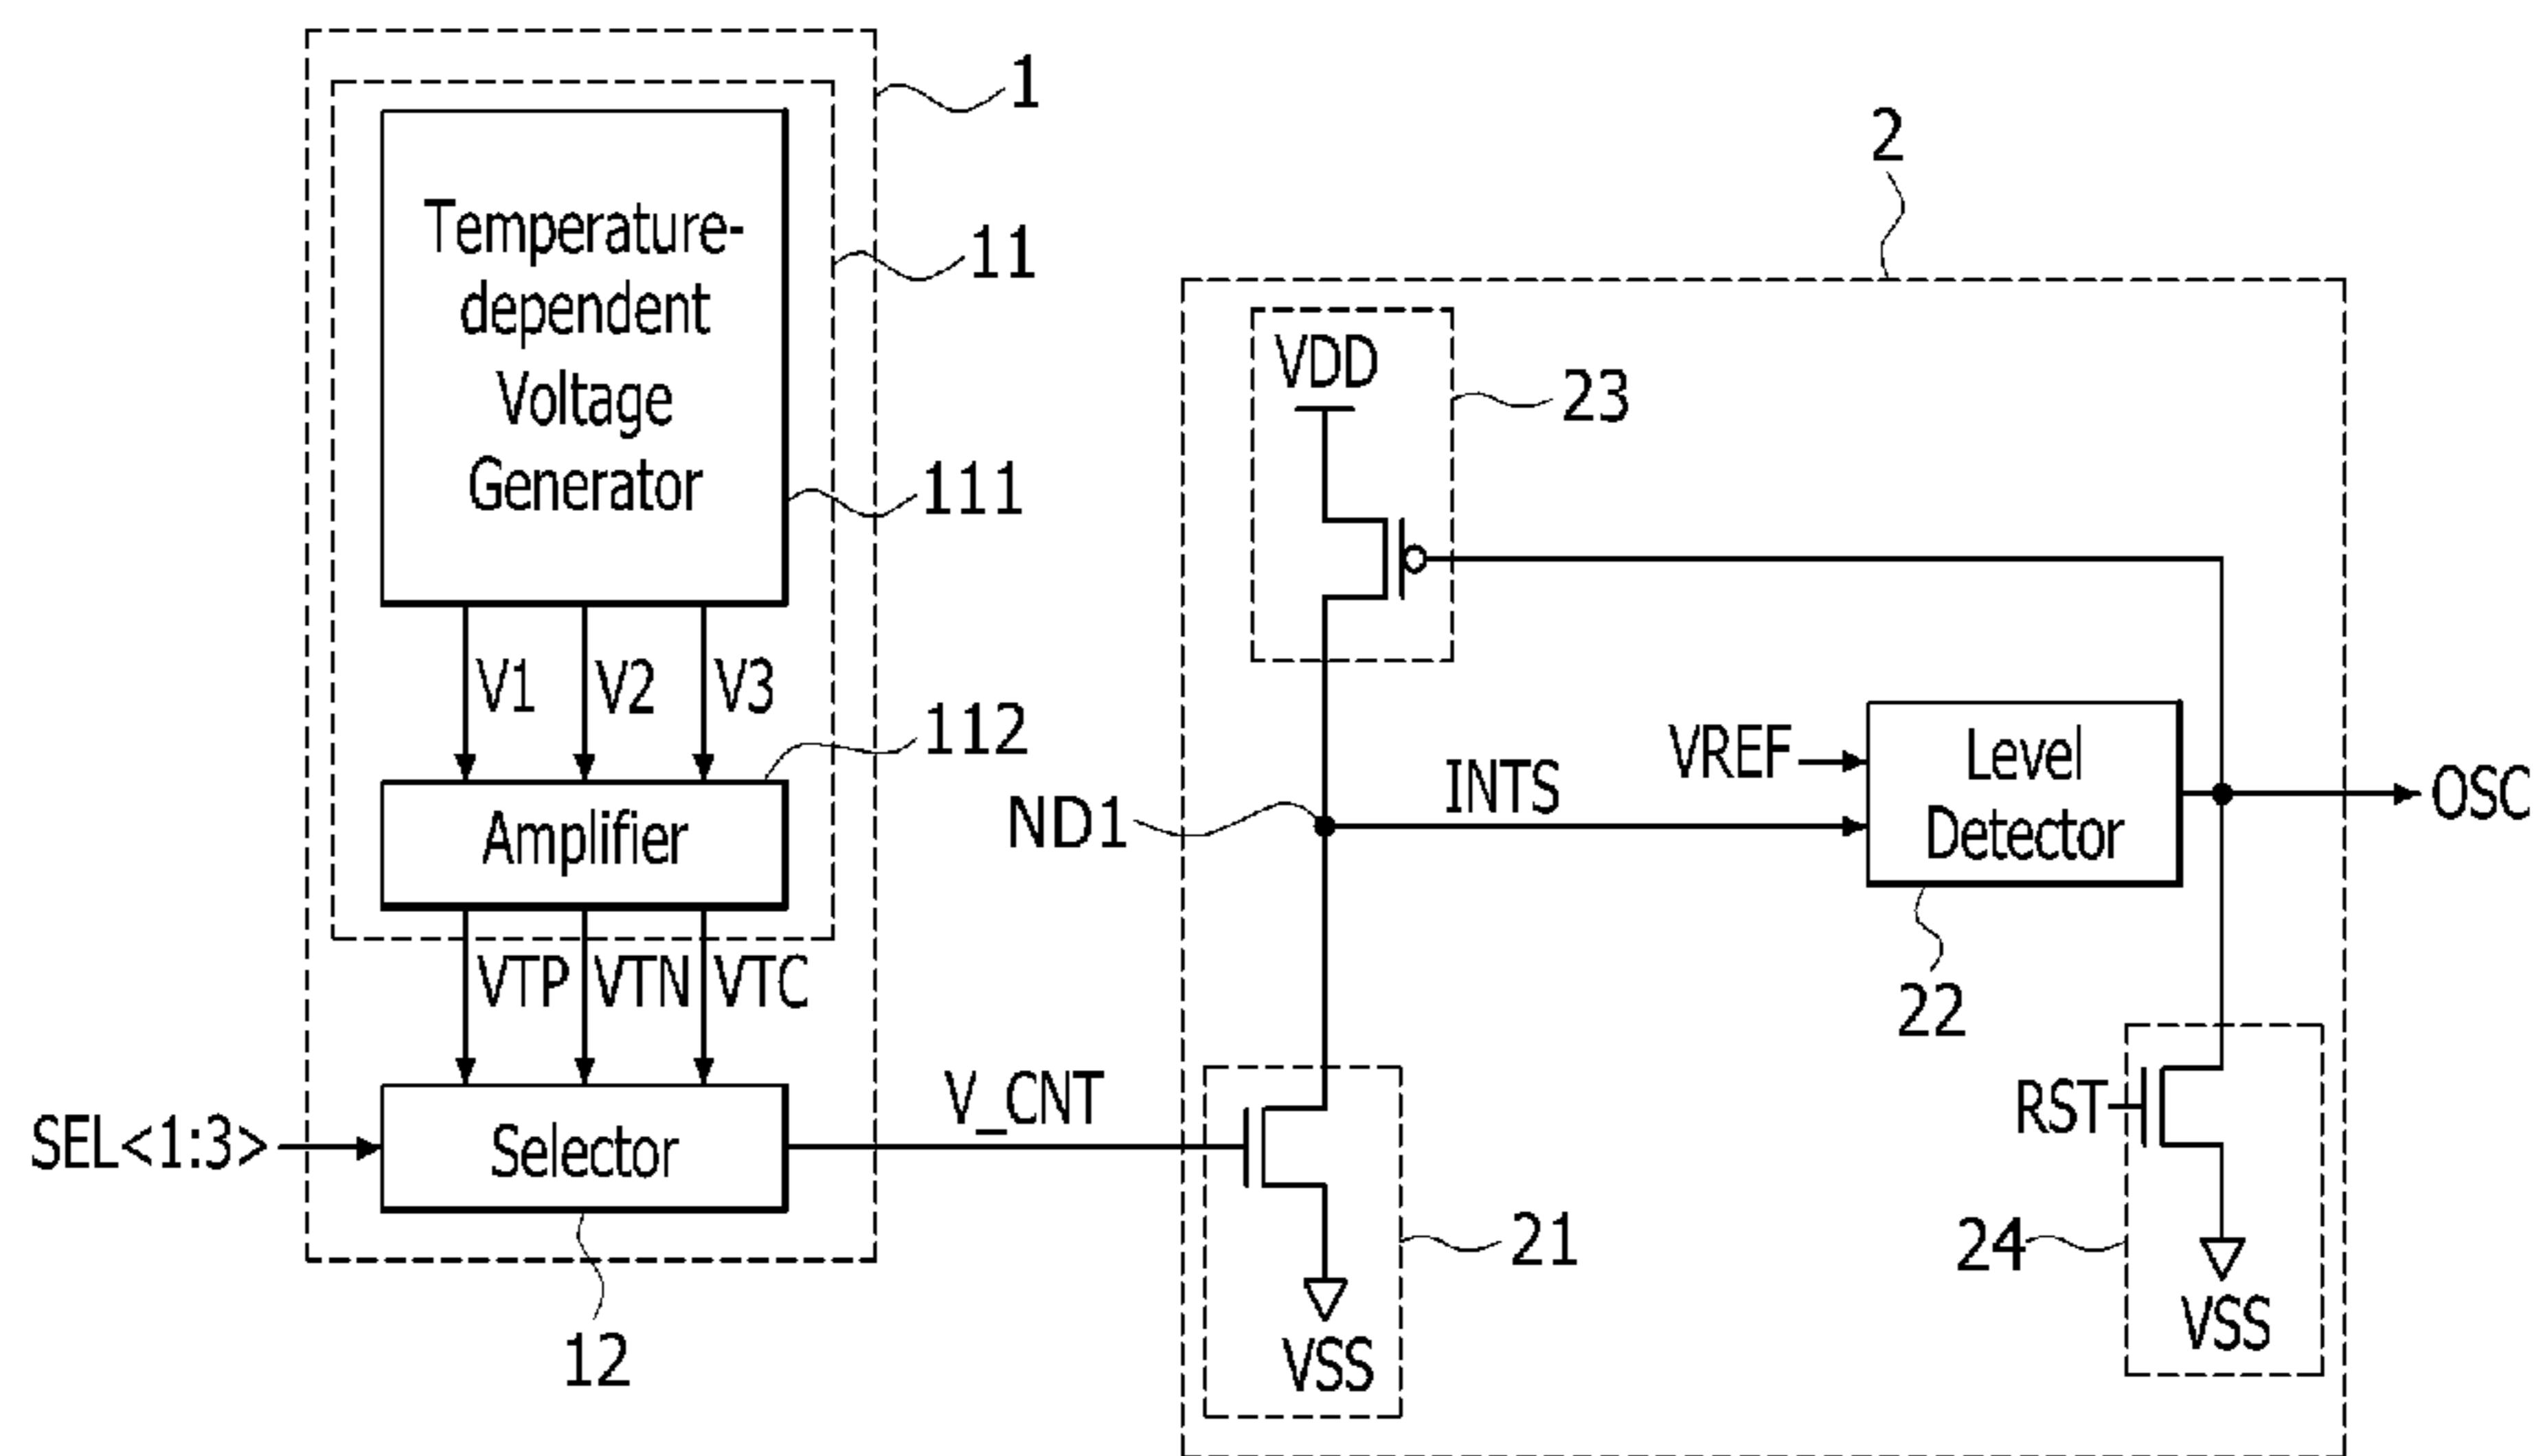 1
Temperature-
dependent
Voltage
Generator
11
111
V1 V2 V3
112
Amplifier
VTP VTN VTC
SEL<1:3>
Selector
V_CNT
12
2
VDD
23
VREF
Level
Detector
INTS
ND1
OSC
22
RST
21
24
VSS
VSS